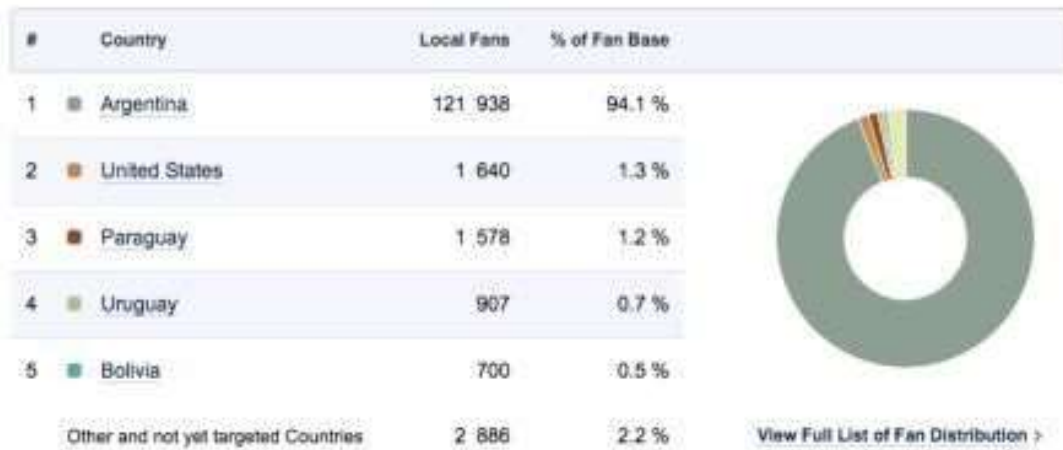 # Country Local Fans % of Fan Base
1 Argentina 121 938 94.1 %
2 United States 1 640 1.3 %
3 Paraguay 1 578 1.2 %
4 Uruguay 907 0.7 %
5 Bolivia 700 0.5 %
Other and not yet targeted Countries 2 886 2.2 %
View Full List of Fan Distribution >